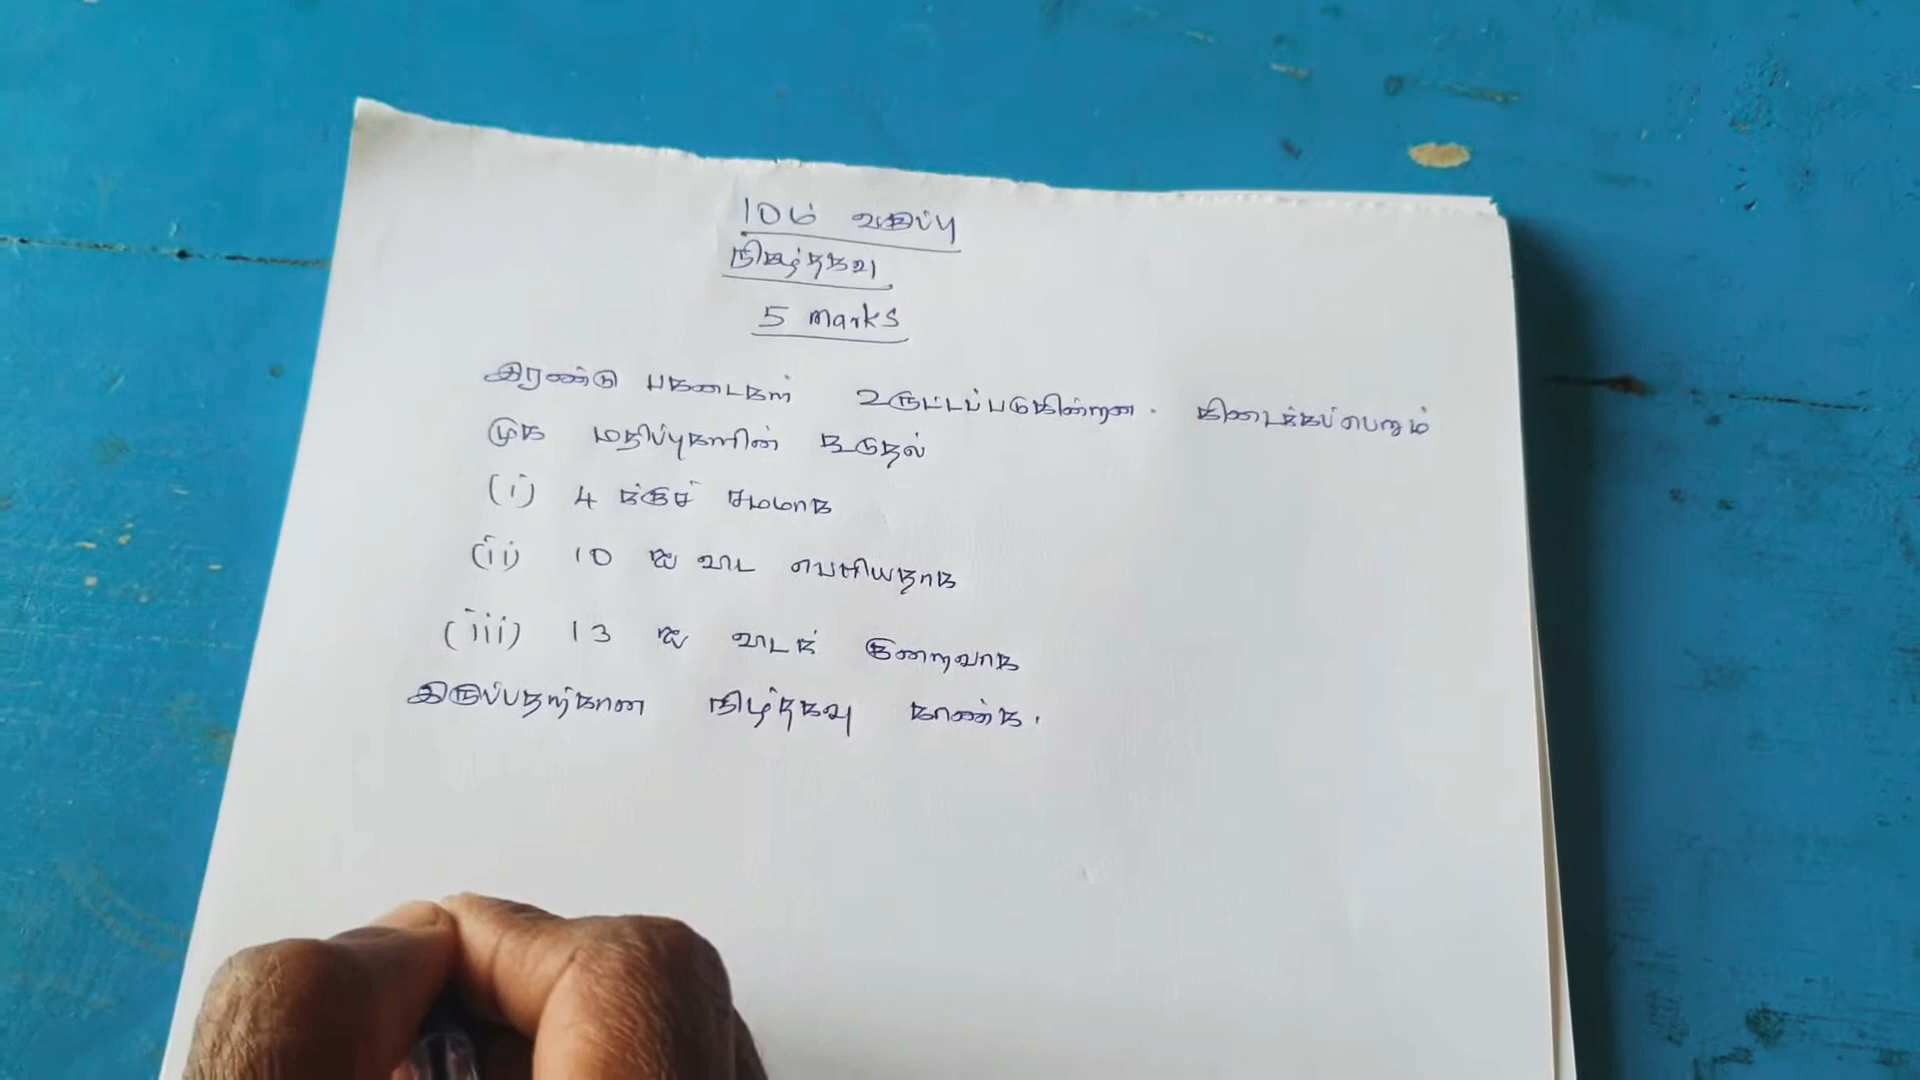 10ம் வகுப்பு
நிகழ்தகவு
5 marks
இரண்டு பகடைகள் உருட்டப்படுகின்றன. கிடைக்கப்பெறும்
முக மதிப்புகளின் கூடுதல்
(i) 4 க்குச் சமமாக
(ii) 10 ஐ விட பெரியதாக
(iii) 13 ஐ விடக் குறைவாக
இருப்பதற்கான நிழ்தகவு காண்க.